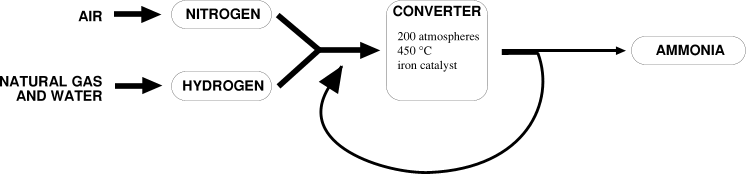 AIR
NITROGEN
NATURAL GAS
AND WATER
HYDROGEN
CONVERTER
200 atmospheres
450 °C
iron catalyst
AMMONIA